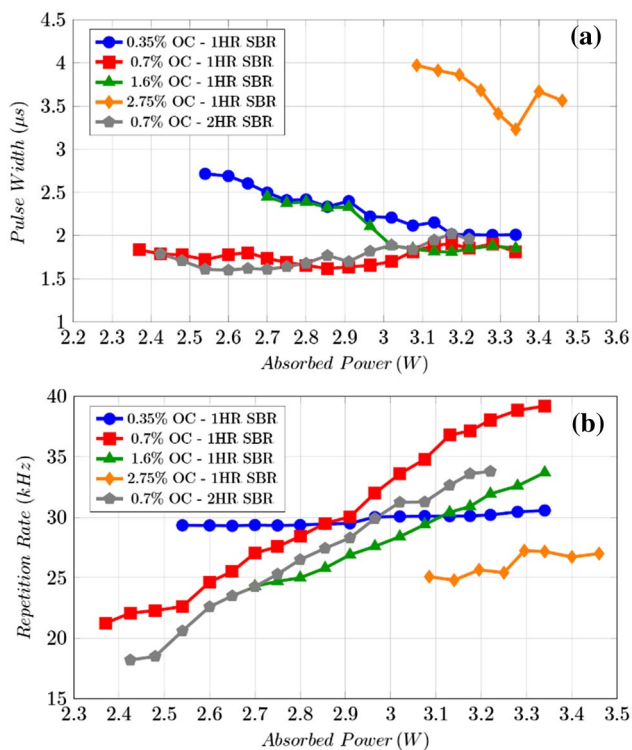 (a)
0.35% OC - 1HR SBR
0.7% OC - 1HR SBR
1.6% OC - 1HR SBR
2.75% OC - 1HR SBR
0.7% OC - 2HR SBR
Pulse Width (μs)
4.5
4
3.5
3
2.5
2
1.5
1
2.2 2.3 2.4 2.5 2.6 2.7 2.8 2.9 3 3.1 3.2 3.3 3.4 3.5 3.6
Absorbed Power (W)
(b)
0.35% OC - 1HR SBR
0.7% OC - 1HR SBR
1.6% OC - 1HR SBR
2.75% OC - 1HR SBR
0.7% OC - 2HR SBR
Repetition Rate (kHz)
40
35
30
25
20
15
2.3 2.4 2.5 2.6 2.7 2.8 2.9 3 3.1 3.2 3.3 3.4 3.5
Absorbed Power (W)